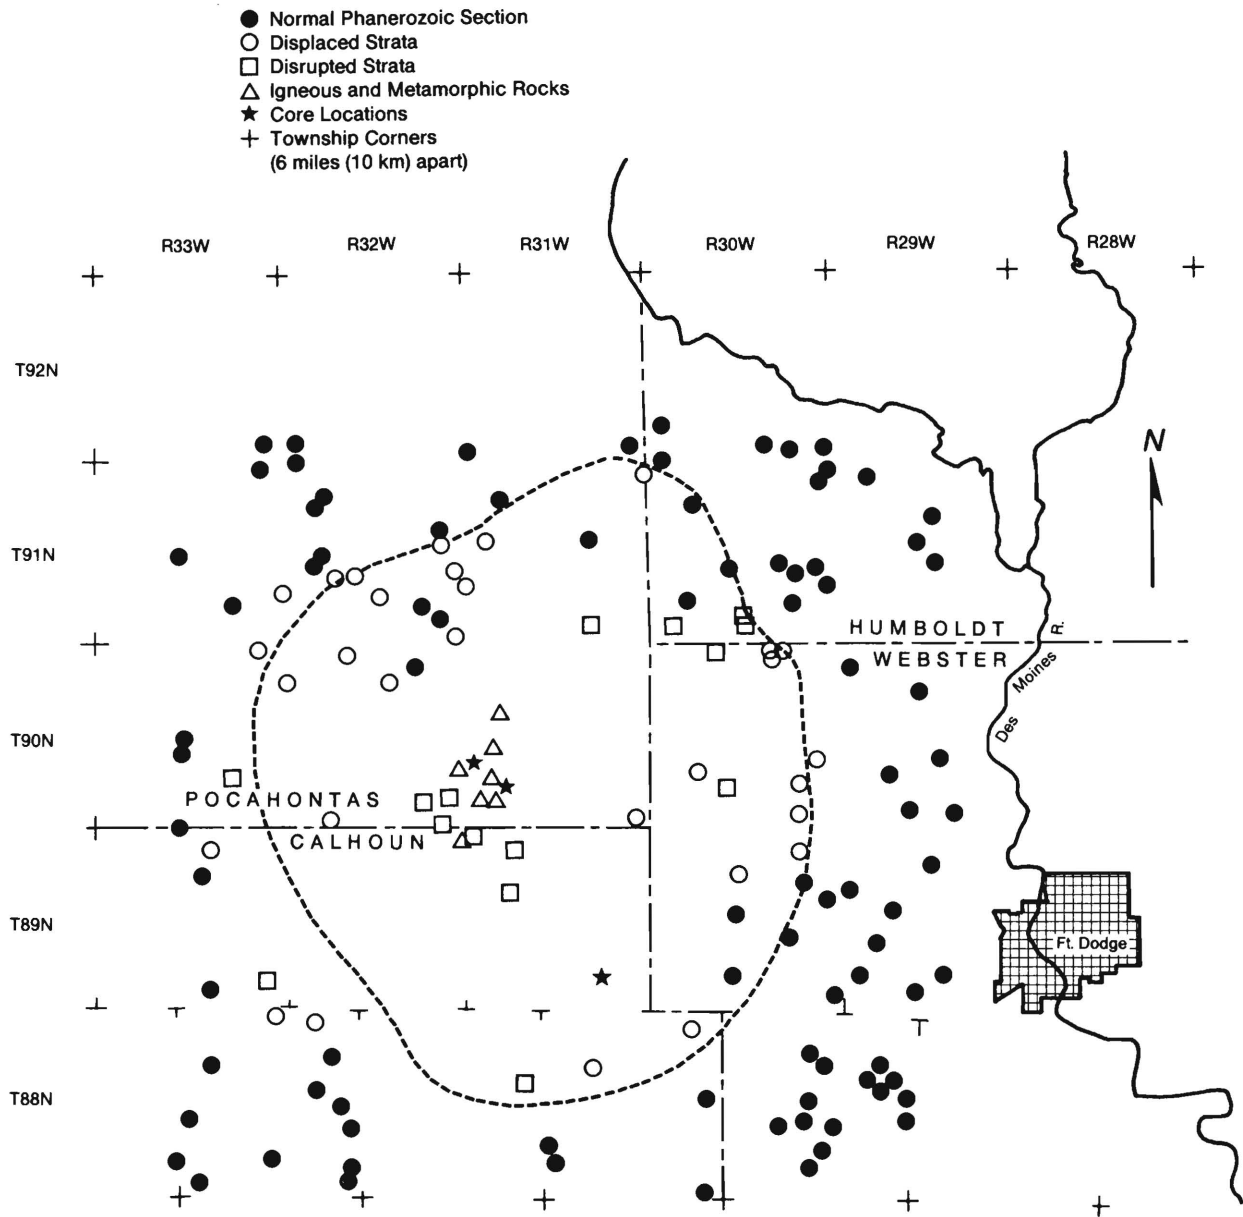 Normal Phanerozoic Section
Displaced Strata
Disrupted Strata
Igneous and Metamorphic Rocks
Core Locations
Township Corners
(6 miles (10 km) apart)
R33W R32W R31W R30W R29W R28W
T92N
N
T91N
HUMBOLDT
WEBSTER
Des Moines R.
T90N
POCAHONTAS
CALHOUN
T89N
Ft. Dodge
T88N